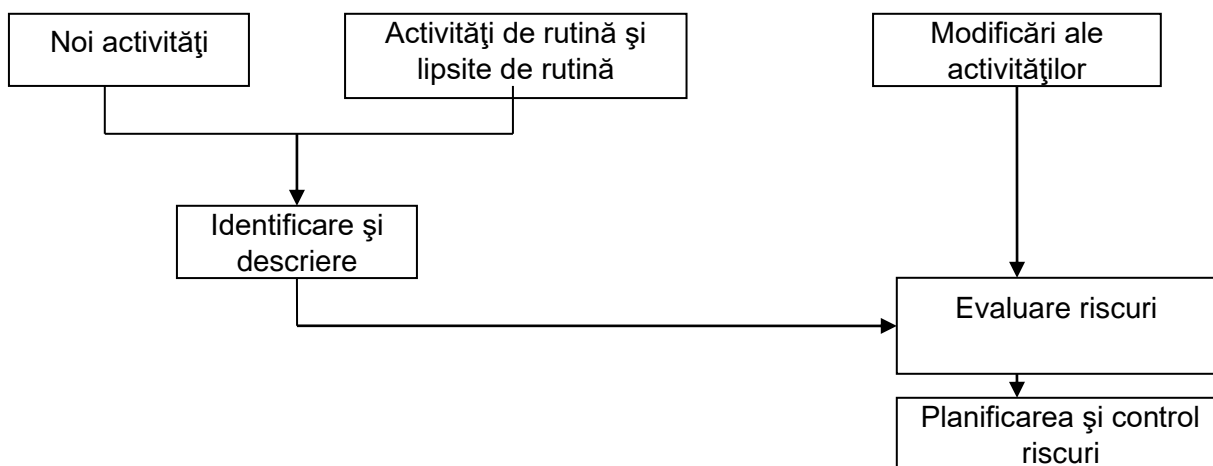 Noi activităţi
Activităţi de rutină şi
lipsite de rutină
Modificări ale
activităţilor
Identificare şi
descriere
Evaluare riscuri
Planificarea şi control
riscuri